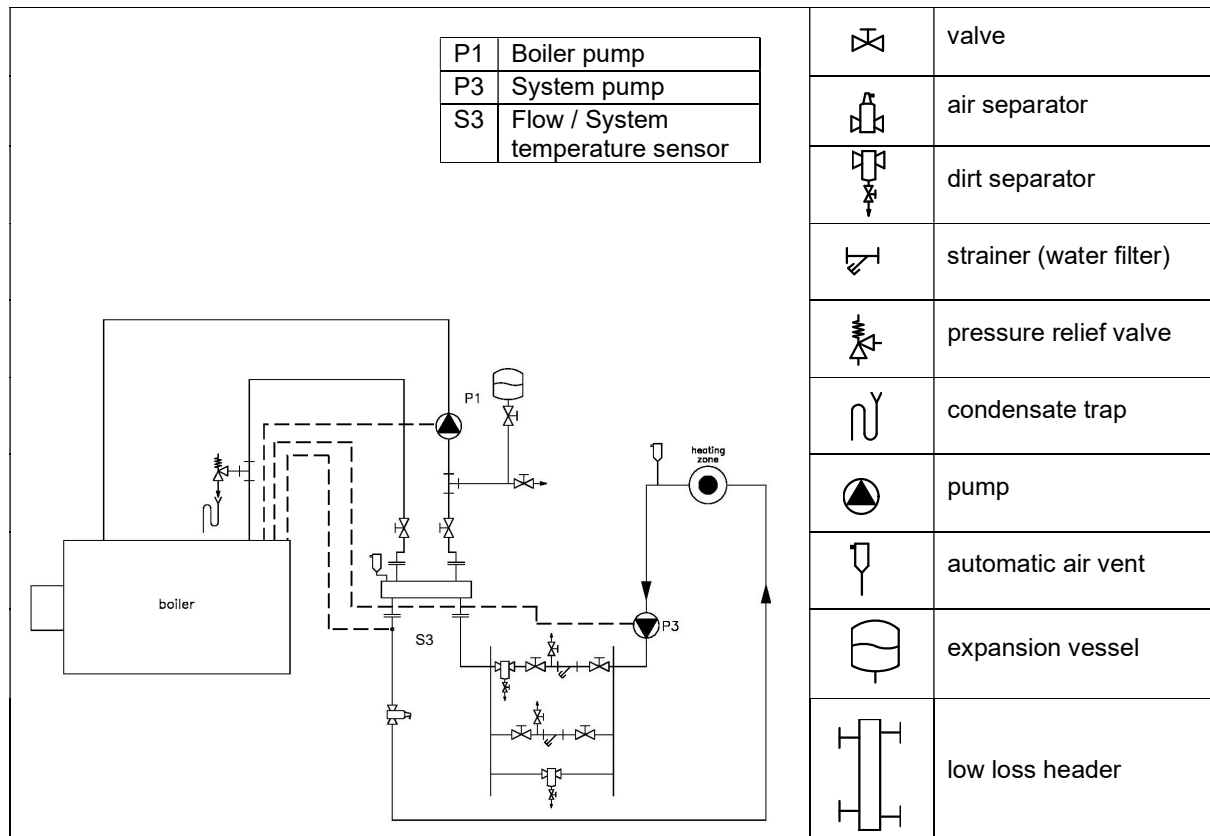 P1 Boiler pump
P3 System pump
S3 Flow / System
temperature sensor
valve
air separator
dirt separator
strainer (water filter)
pressure relief valve
condensate trap
pump
automatic air vent
expansion vessel
low loss header
P1
heating
zone
boiler
S3
P3